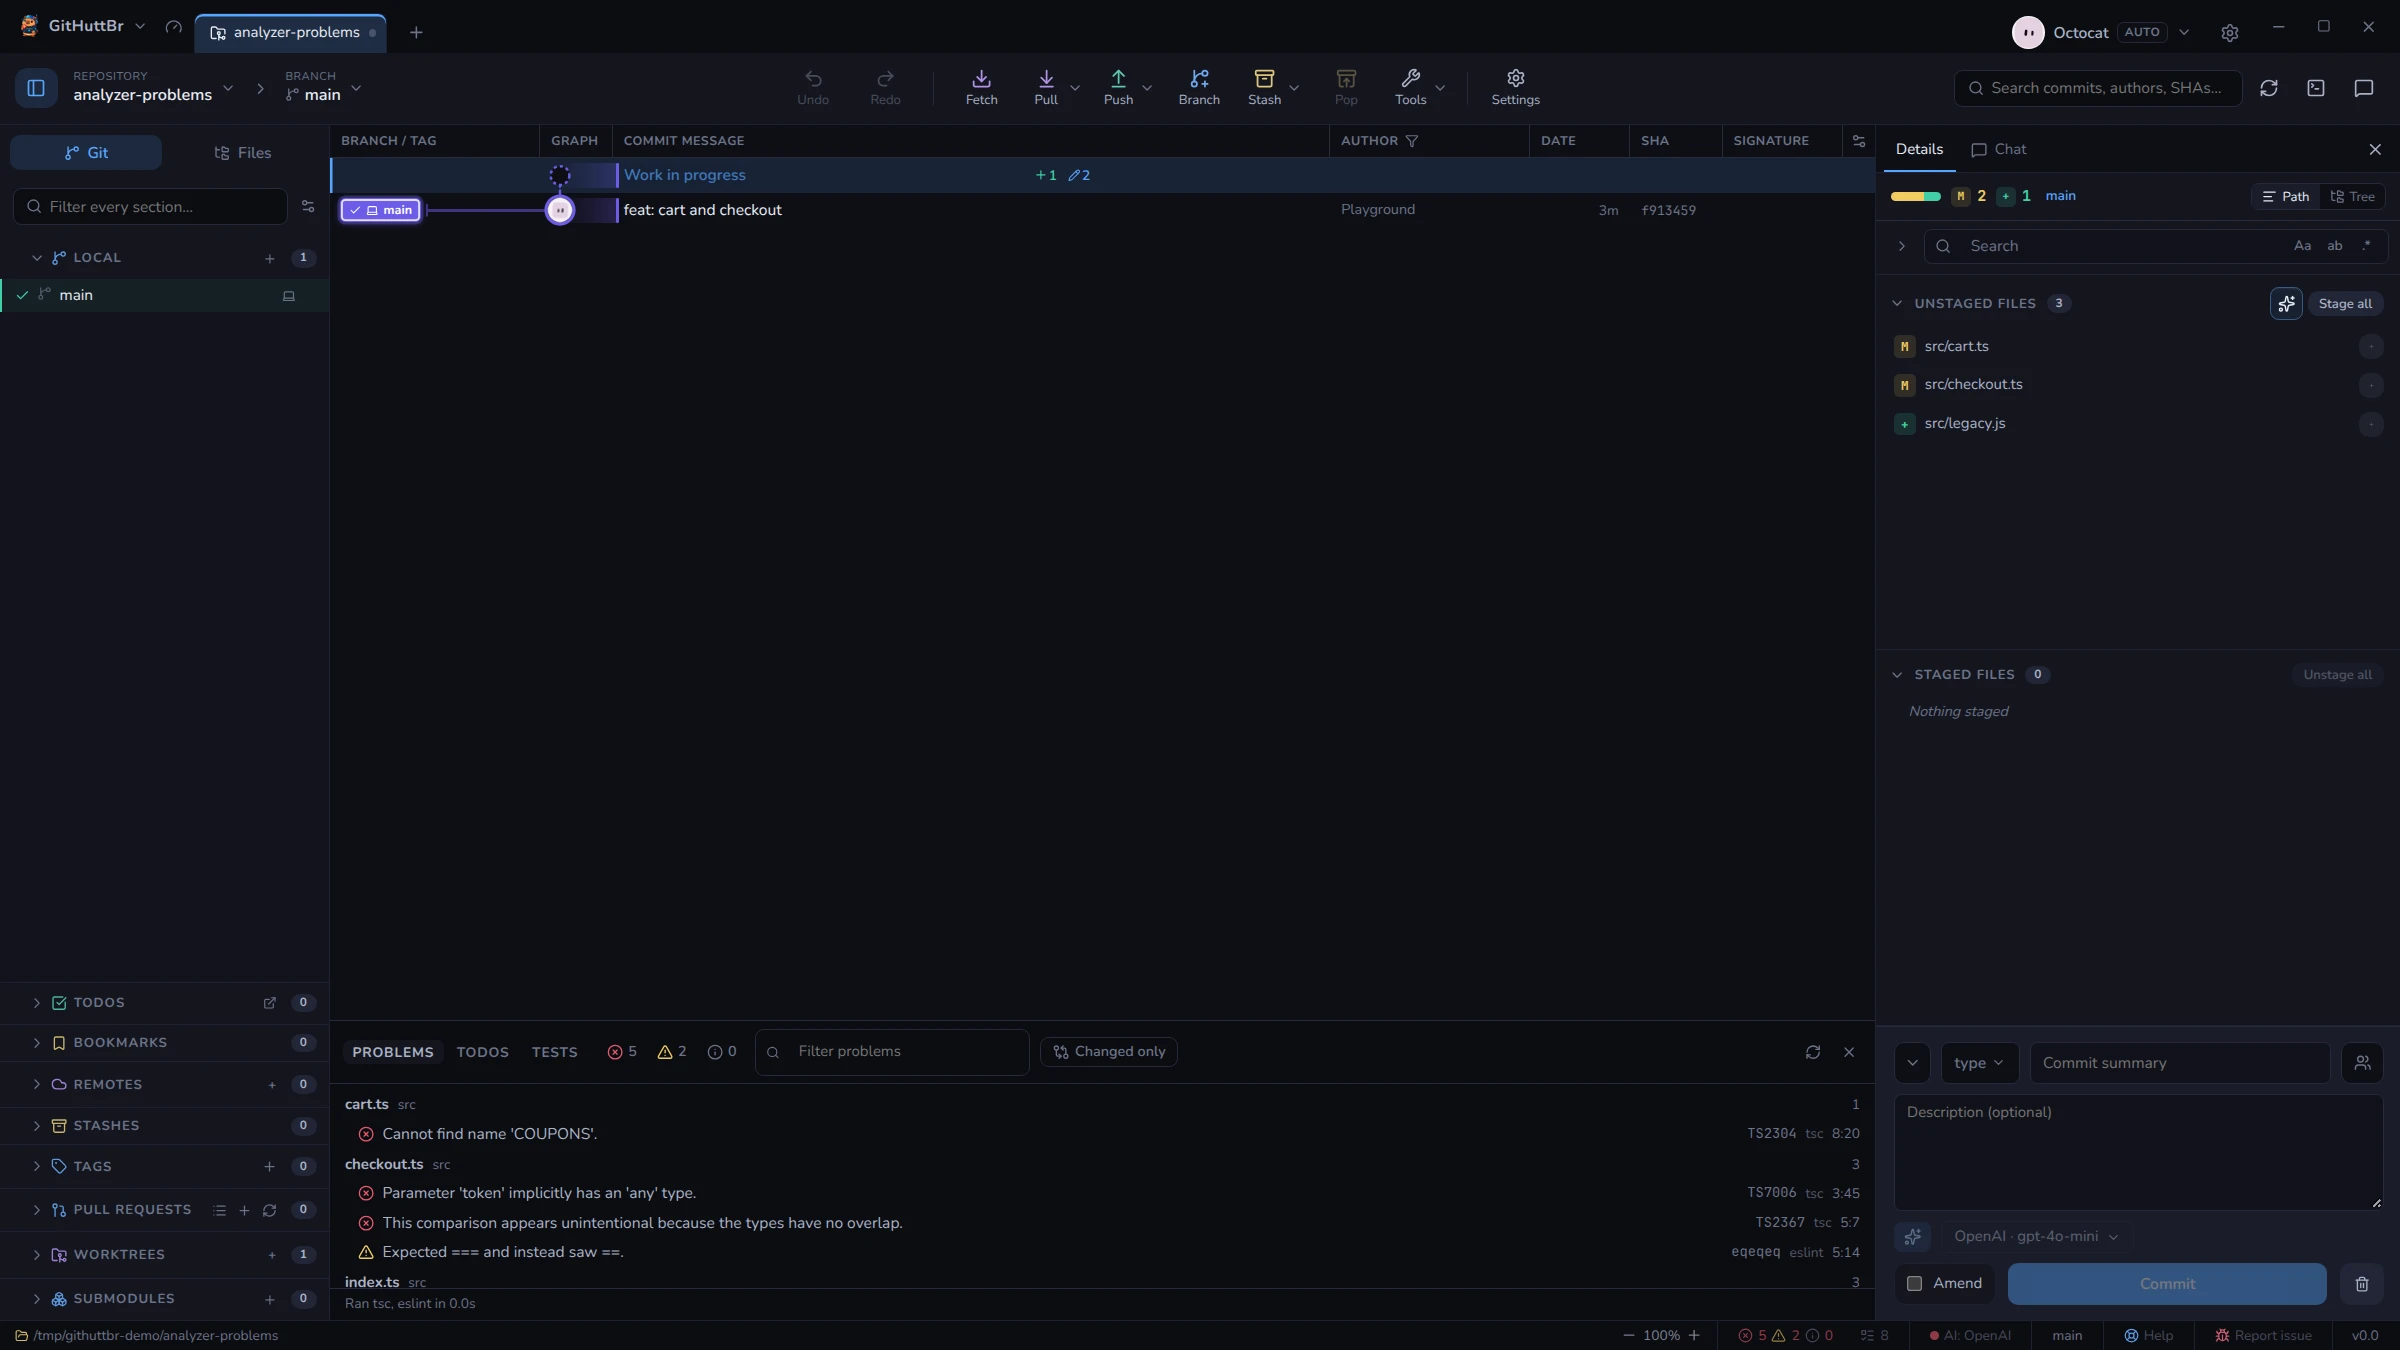 GitHuttBr
analyzer-problems
Octocat AUTO
REPOSITORY
analyzer-problems
BRANCH
main
Undo
Redo
Fetch
Pull
Push
Branch
Stash
Pop
Tools
Settings
Search commits, authors, SHAs...
Git
Files
Filter every section...
LOCAL 1
main
TODOS 0
BOOKMARKS 0
REMOTES 0
STASHES 0
TAGS 0
PULL REQUESTS 0
WORKTREES 1
SUBMODULES 0
BRANCH / TAG GRAPH COMMIT MESSAGE AUTHOR DATE SHA SIGNATURE
Work in progress +1 2
main feat: cart and checkout Playground 3m f913459
PROBLEMS TODOS TESTS 5 2 0 Filter problems Changed only
cart.ts src 1
Cannot find name 'COUPONS'. TS2304 tsc 8:20
checkout.ts src 3
Parameter 'token' implicitly has an 'any' type. TS7006 tsc 3:45
This comparison appears unintentional because the types have no overlap. TS2367 tsc 5:7
Expected === and instead saw ==. eqeqeq eslint 5:14
index.ts src 3
Ran tsc, eslint in 0.0s
Details
Chat
M 2 + 1 main
Path Tree
Search Aa ab .*
UNSTAGED FILES 3 Stage all
M src/cart.ts
M src/checkout.ts
+ src/legacy.js
STAGED FILES 0 Unstage all
Nothing staged
type Commit summary
Description (optional)
OpenAI · gpt-4o-mini
Amend Commit
/tmp/githuttbr-demo/analyzer-problems
100% 5 2 0 8 AI: OpenAI main Help Report issue v0.0